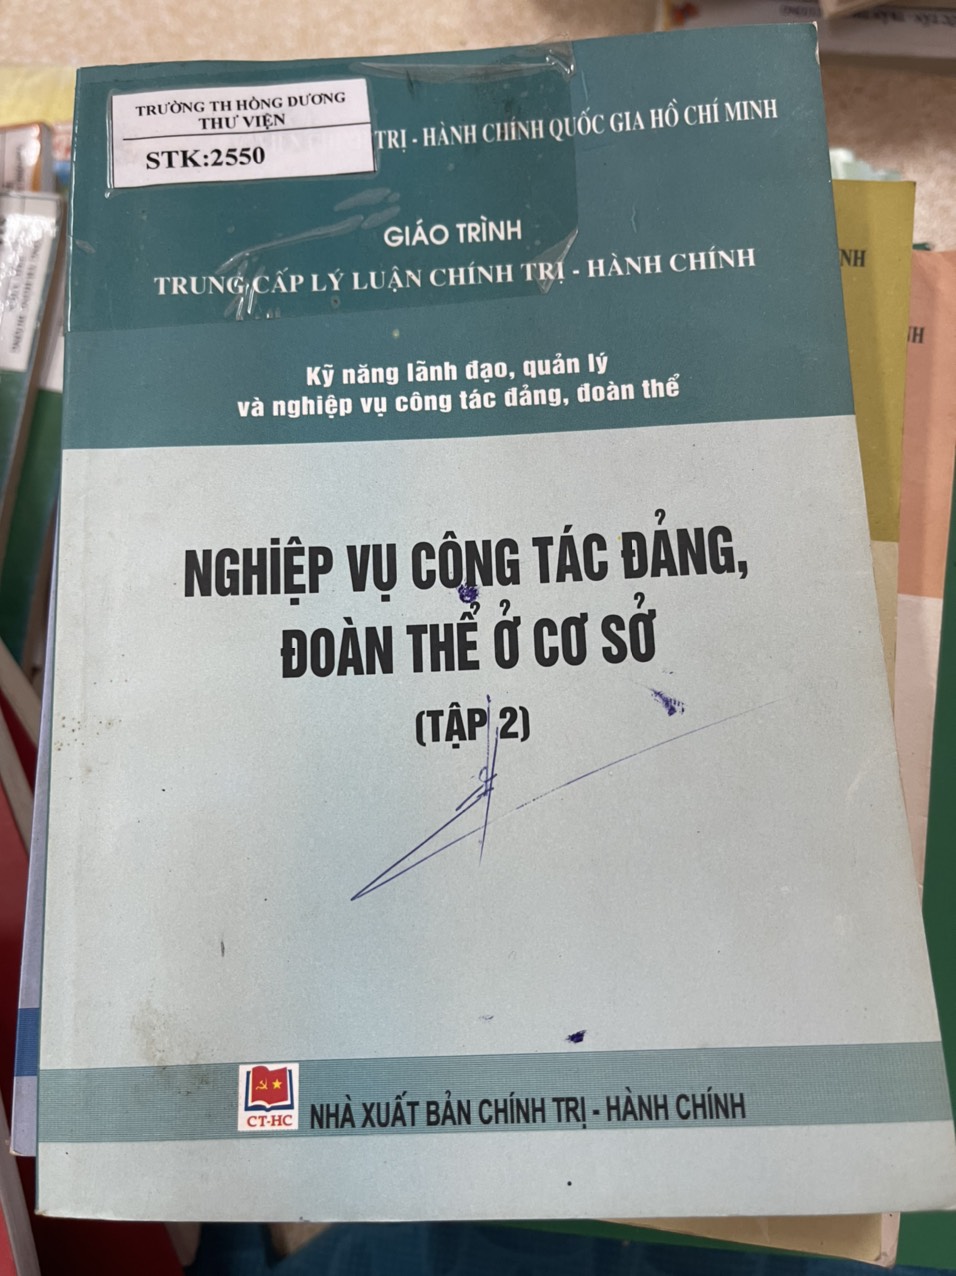 TRƯỜNG TH HỒNG DƯƠNG
THƯ VIỆN
STK:2550
TRỊ - HÀNH CHÍNH QUỐC GIA HỒ CHÍ MINH
GIÁO TRÌNH
TRUNG CẤP LÝ LUẬN CHÍNH TRỊ - HÀNH CHÍNH
Kỹ năng lãnh đạo, quản lý
và nghiệp vụ công tác đảng, đoàn thể
NGHIỆP VỤ CÔNG TÁC ĐẢNG,
ĐOÀN THỂ Ở CƠ SỞ
(TẬP 2)
CT-HC
NHÀ XUẤT BẢN CHÍNH TRỊ - HÀNH CHÍNH
NH